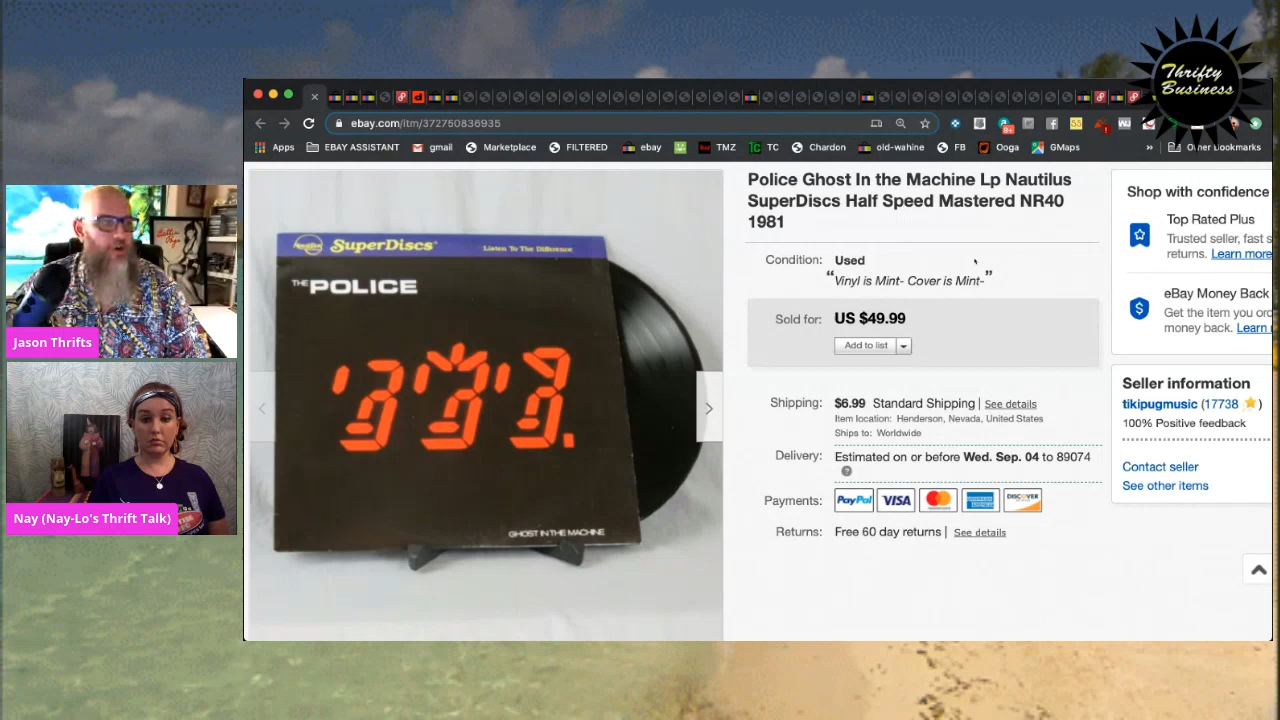 Thrifty
Business
ebay.com/itm/372750836935
Apps
EBAY ASSISTANT
gmail
Marketplace
FILTERED
ebay
TMZ
TC
Chardon
old-wahine
FB
Ooga
GMaps
»
Other Bookmarks
SuperDiscs
Listen To The Difference
THE POLICE
GHOST IN THE MACHINE
Police Ghost In the Machine Lp Nautilus
SuperDiscs Half Speed Mastered NR40
1981
Condition: Used
“Vinyl is Mint- Cover is Mint-”
Sold for: US $49.99
Add to list
Shipping: $6.99 Standard Shipping | See details
Item location: Henderson, Nevada, United States
Ships to: Worldwide
Delivery: Estimated on or before Wed. Sep. 04 to 89074
Payments: PayPal VISA MasterCard AMERICAN EXPRESS DISCOVER
Returns: Free 60 day returns | See details
Shop with confidence
Top Rated Plus
Trusted seller, fast s
returns. Learn more
eBay Money Back
Get the item you or
money back. Learn
Seller information
tikipugmusic (17738 )
100% Positive feedback
Contact seller
See other items
Jason Thrifts
Nay (Nay-Lo's Thrift Talk)